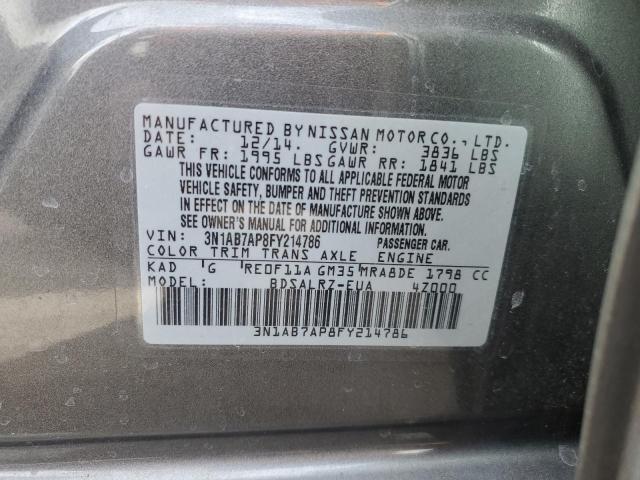 MANUFACTURED BY NISSAN MOTOR CO., LTD.
DATE: 12/14. GVWR: 3836 LBS
GAWR FR: 1995 LBS GAWR RR: 1841 LBS
THIS VEHICLE CONFORMS TO ALL APPLICABLE FEDERAL MOTOR
VEHICLE SAFETY, BUMPER AND THEFT PREVENTION STANDARDS
IN EFFECT ON THE DATE OF MANUFACTURE SHOWN ABOVE.
SEE OWNER'S MANUAL FOR ADDITIONAL INFORMATION
VIN: 3N1AB7AP8FY214786 PASSENGER CAR.
COLOR TRIM TRANS AXLE ENGINE
KAD G RE0F11A GM35 MRA8DE 1798 CC
MODEL: BDSALRZ-EUA 4Z000
3N1AB7AP8FY214786